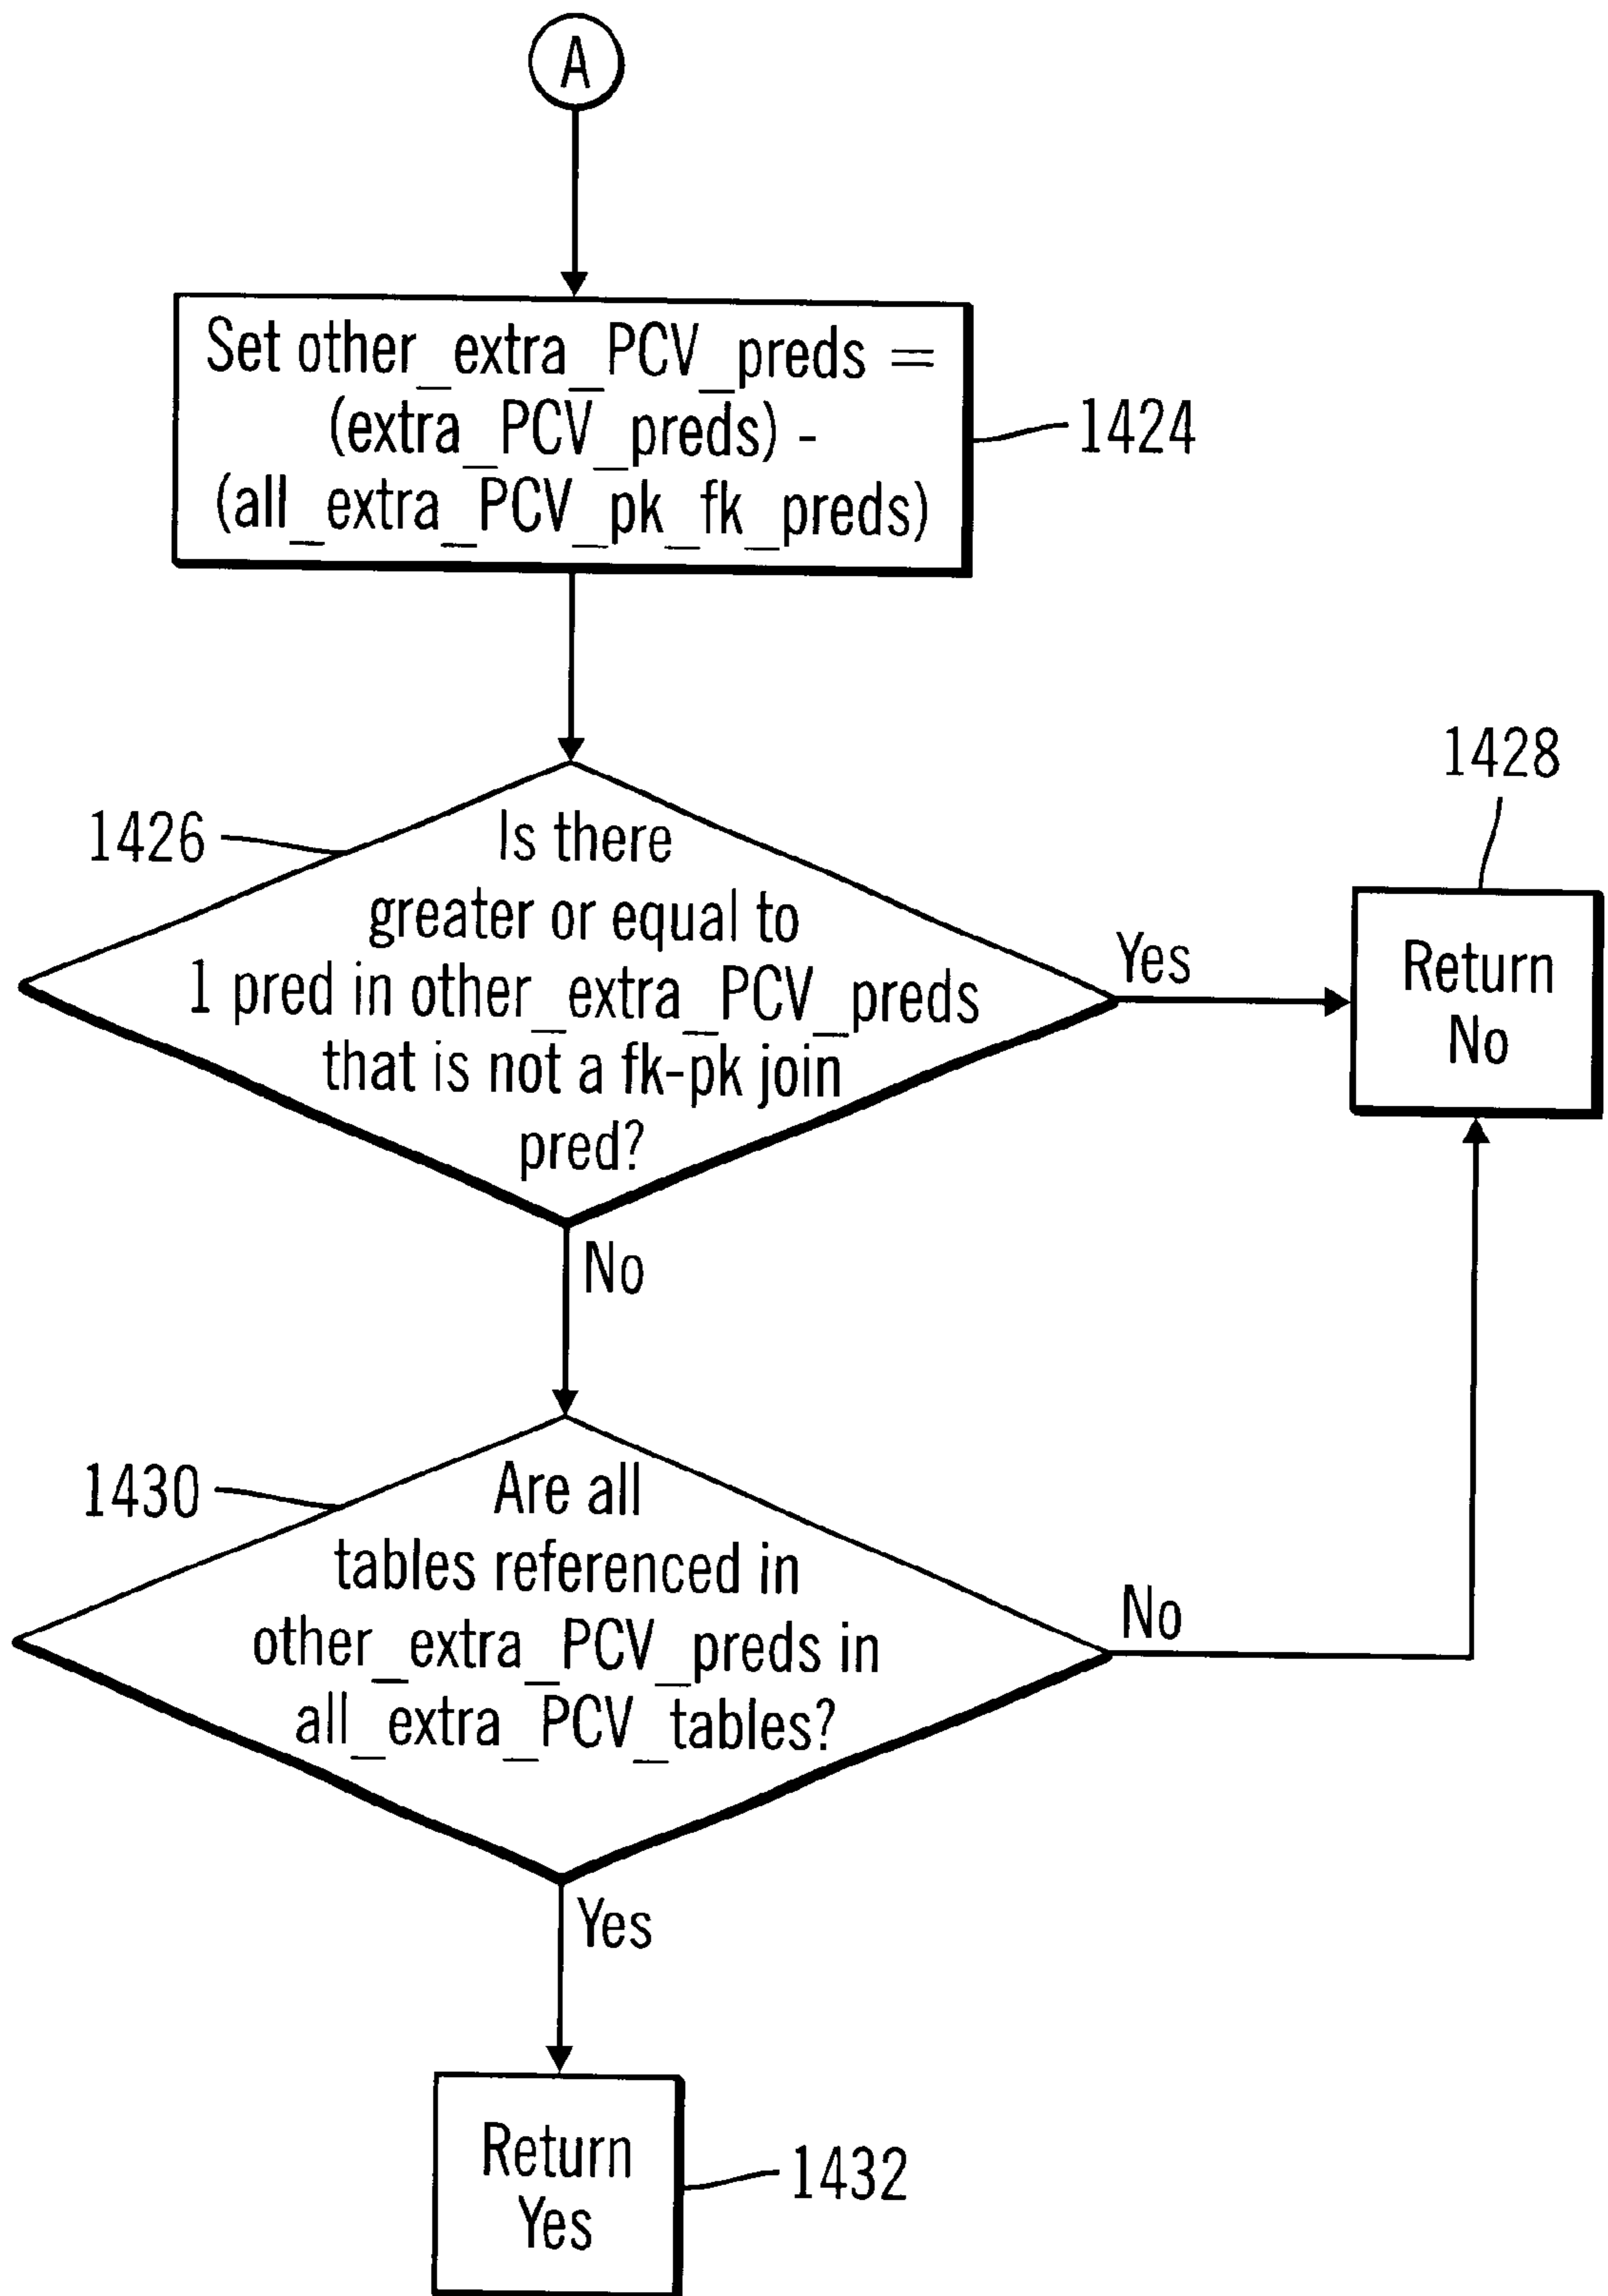 A
Set other_extra_PCV_preds =
(extra_PCV_preds) -
(all_extra_PCV_pk_fk_preds)
1424
1426
Is there
greater or equal to
1 pred in other_extra_PCV_preds
that is not a fk-pk join
pred?
Yes
1428
Return
No
No
1430
Are all
tables referenced in
other_extra_PCV_preds in
all_extra_PCV_tables?
No
Yes
Return
Yes
1432